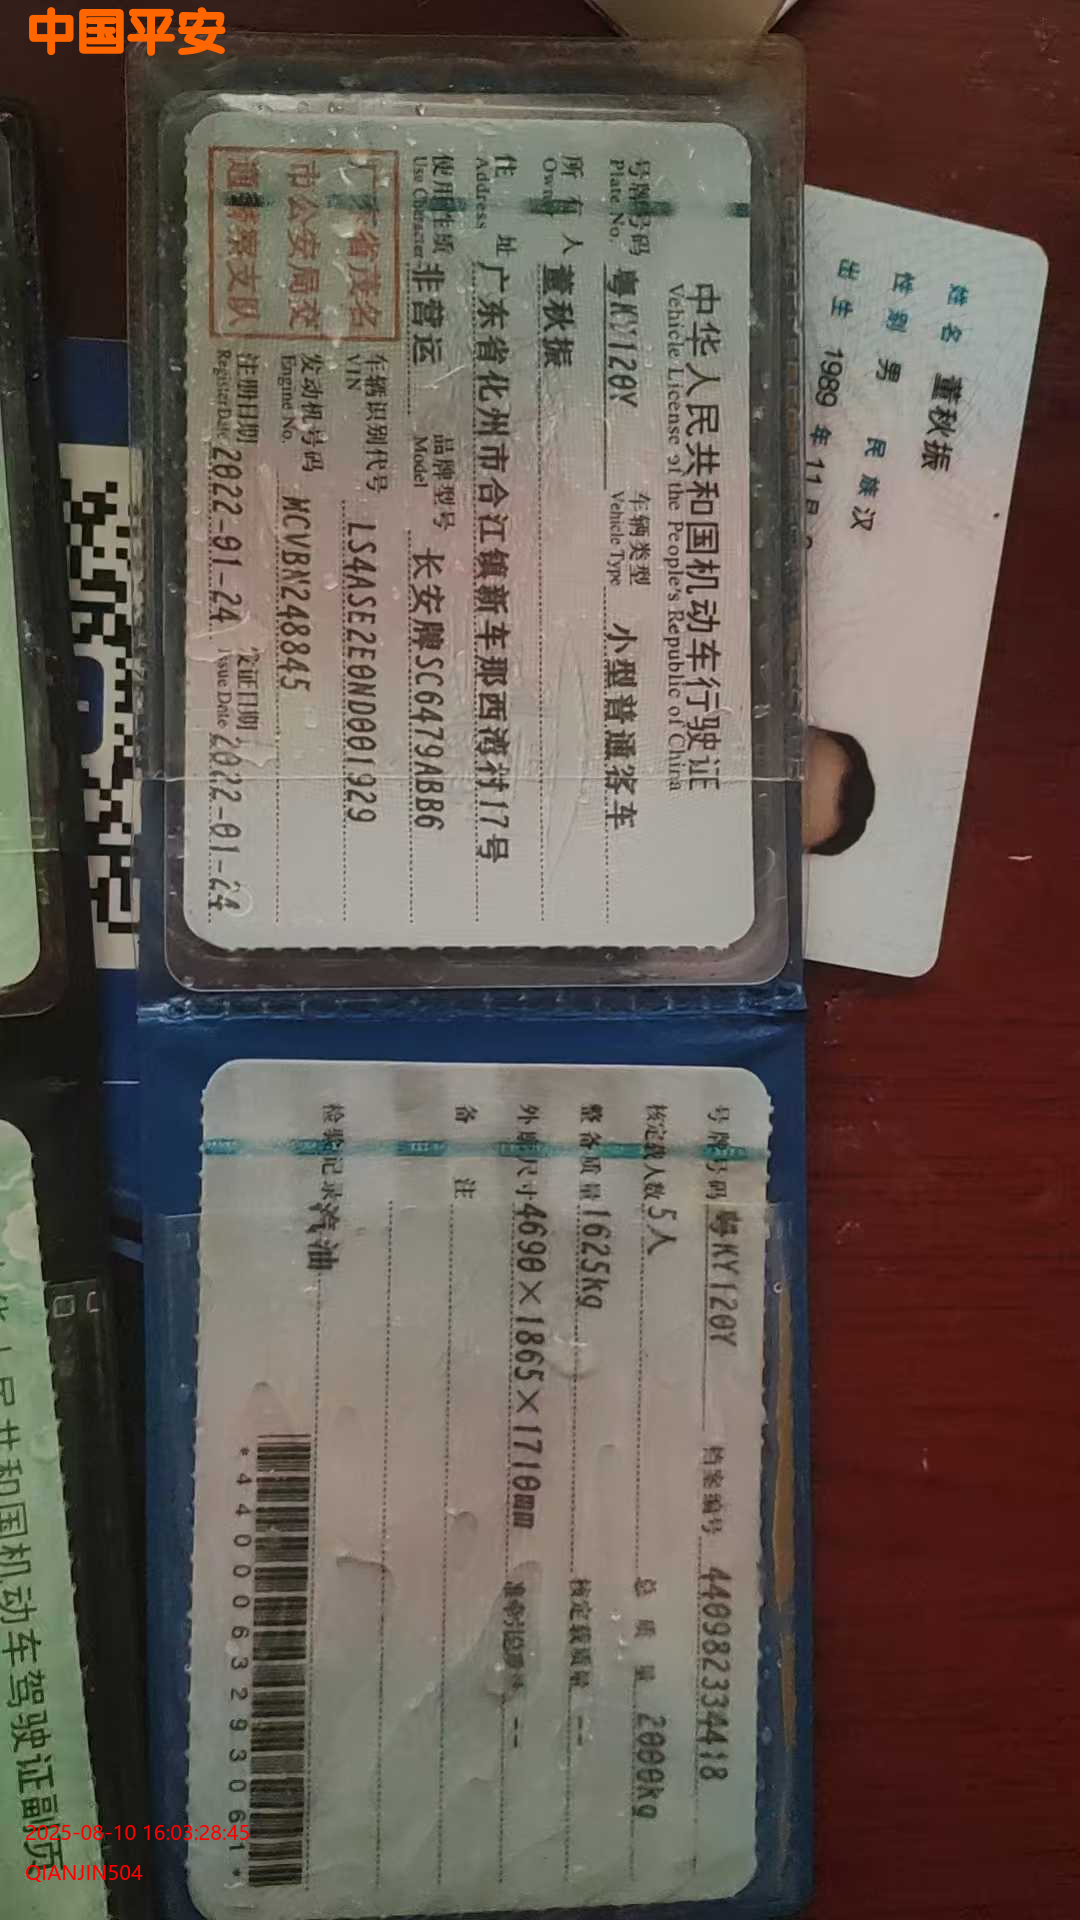 中国平安
中华人民共和国机动车行驶证
Vehicle License of the People's Republic of China
号牌号码 粤KY120Y 车辆类型 小型普通客车
Plate No. Vehicle Type
所有人 董秋振
Owner
住址 广东省化州市合江镇新车那西湾村17号
Address
使用性质 非营运 品牌型号 长安牌SC6479ABB6
Use Character Model
广东省茂名
市公安局交
通警察支队
车辆识别代号 LS4ASE2E0ND001929
VIN
发动机号码 MCVBN248845
Engine No.
注册日期 2022-01-24 发证日期 2022-01-24
Register Date Issue Date
号牌号码 粤KY120Y 档案编号 440982334418
核定载人数 5人 总质量 2000kg
整备质量 1625kg 核定载质量 --
外廓尺寸 4690×1865×1710mm 准牵引总质量 --
备注
检验记录 汽油
*4400063293061*
姓名 董秋振
性别 男 民族 汉
出生 1989 年 11 月
人民共和国机动车驾驶证副页
2025-08-10 16:03:28:45
QIANJIN504